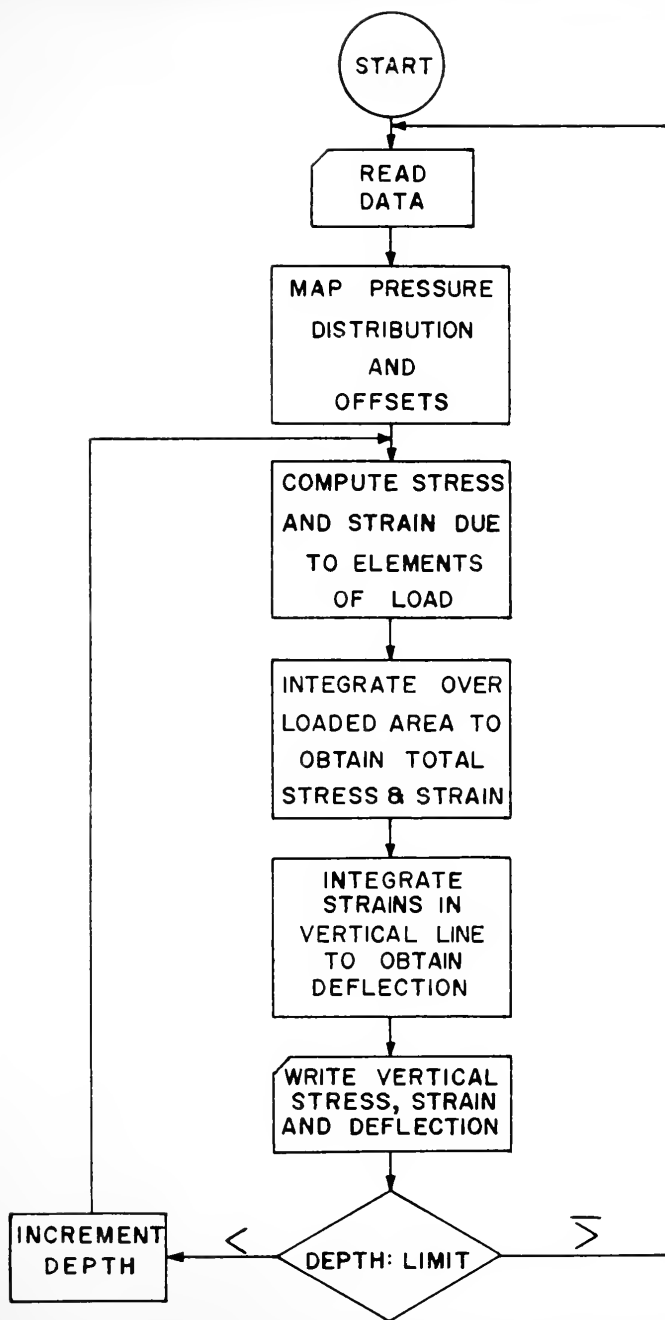 START
READ
DATA
MAP PRESSURE
DISTRIBUTION
AND
OFFSETS
COMPUTE STRESS
AND STRAIN DUE
TO ELEMENTS
OF LOAD
INTEGRATE OVER
LOADED AREA TO
OBTAIN TOTAL
STRESS & STRAIN
INTEGRATE
STRAINS IN
VERTICAL LINE
TO OBTAIN
DEFLECTION
WRITE VERTICAL
STRESS, STRAIN
AND DEFLECTION
INCREMENT
DEPTH
<
DEPTH: LIMIT
>